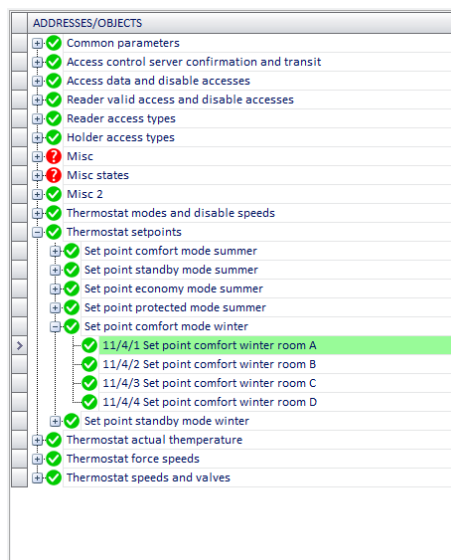 ADDRESSES/OBJECTS
Common parameters
Access control server confirmation and transit
Access data and disable accesses
Reader valid access and disable accesses
Reader access types
Holder access types
Misc
Misc states
Misc 2
Thermostat modes and disable speeds
Thermostat setpoints
Set point comfort mode summer
Set point standby mode summer
Set point economy mode summer
Set point protected mode summer
Set point comfort mode winter
11/4/1 Set point comfort winter room A
11/4/2 Set point comfort winter room B
11/4/3 Set point comfort winter room C
11/4/4 Set point comfort winter room D
Set point standby mode winter
Thermostat actual themperature
Thermostat force speeds
Thermostat speeds and valves